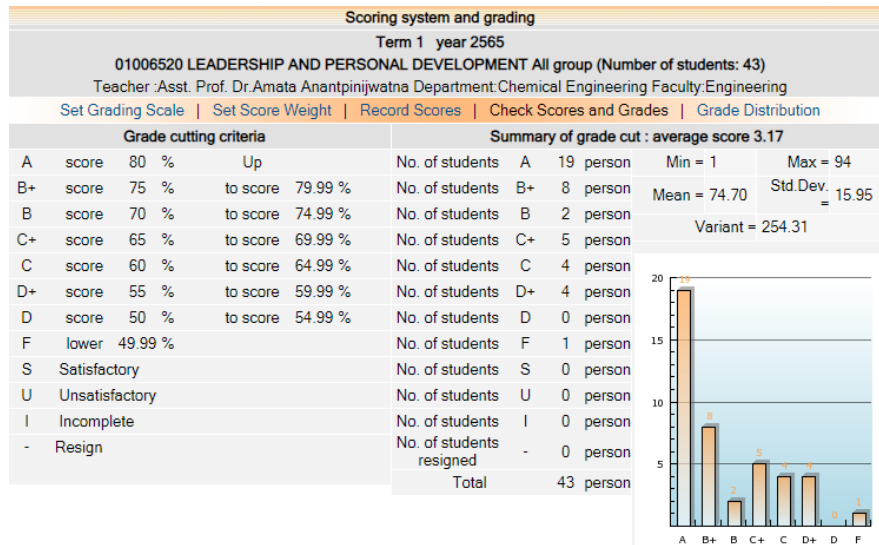 Scoring system and grading
Term 1 year 2565
01006520 LEADERSHIP AND PERSONAL DEVELOPMENT All group (Number of students: 43)
Teacher :Asst. Prof. Dr.Amata Anantpinijwatna Department:Chemical Engineering Faculty:Engineering
Set Grading Scale | Set Score Weight | Record Scores | Check Scores and Grades | Grade Distribution
Grade cutting criteria
Summary of grade cut : average score 3.17
A score 80 % Up No. of students A 19 person Min = 1 Max = 94
B+ score 75 % to score 79.99 % No. of students B+ 8 person Mean = 74.70 Std.Dev. = 15.95
B score 70 % to score 74.99 % No. of students B 2 person Variant = 254.31
C+ score 65 % to score 69.99 % No. of students C+ 5 person
C score 60 % to score 64.99 % No. of students C 4 person
D+ score 55 % to score 59.99 % No. of students D+ 4 person
D score 50 % to score 54.99 % No. of students D 0 person
F lower 49.99 % No. of students F 1 person
S Satisfactory No. of students S 0 person
U Unsatisfactory No. of students U 0 person
I Incomplete No. of students I 0 person
- Resign No. of students resigned - 0 person
Total 43 person
20
15
10
5
19 8 2 5 4 4 0 1
A B+ B C+ C D+ D F